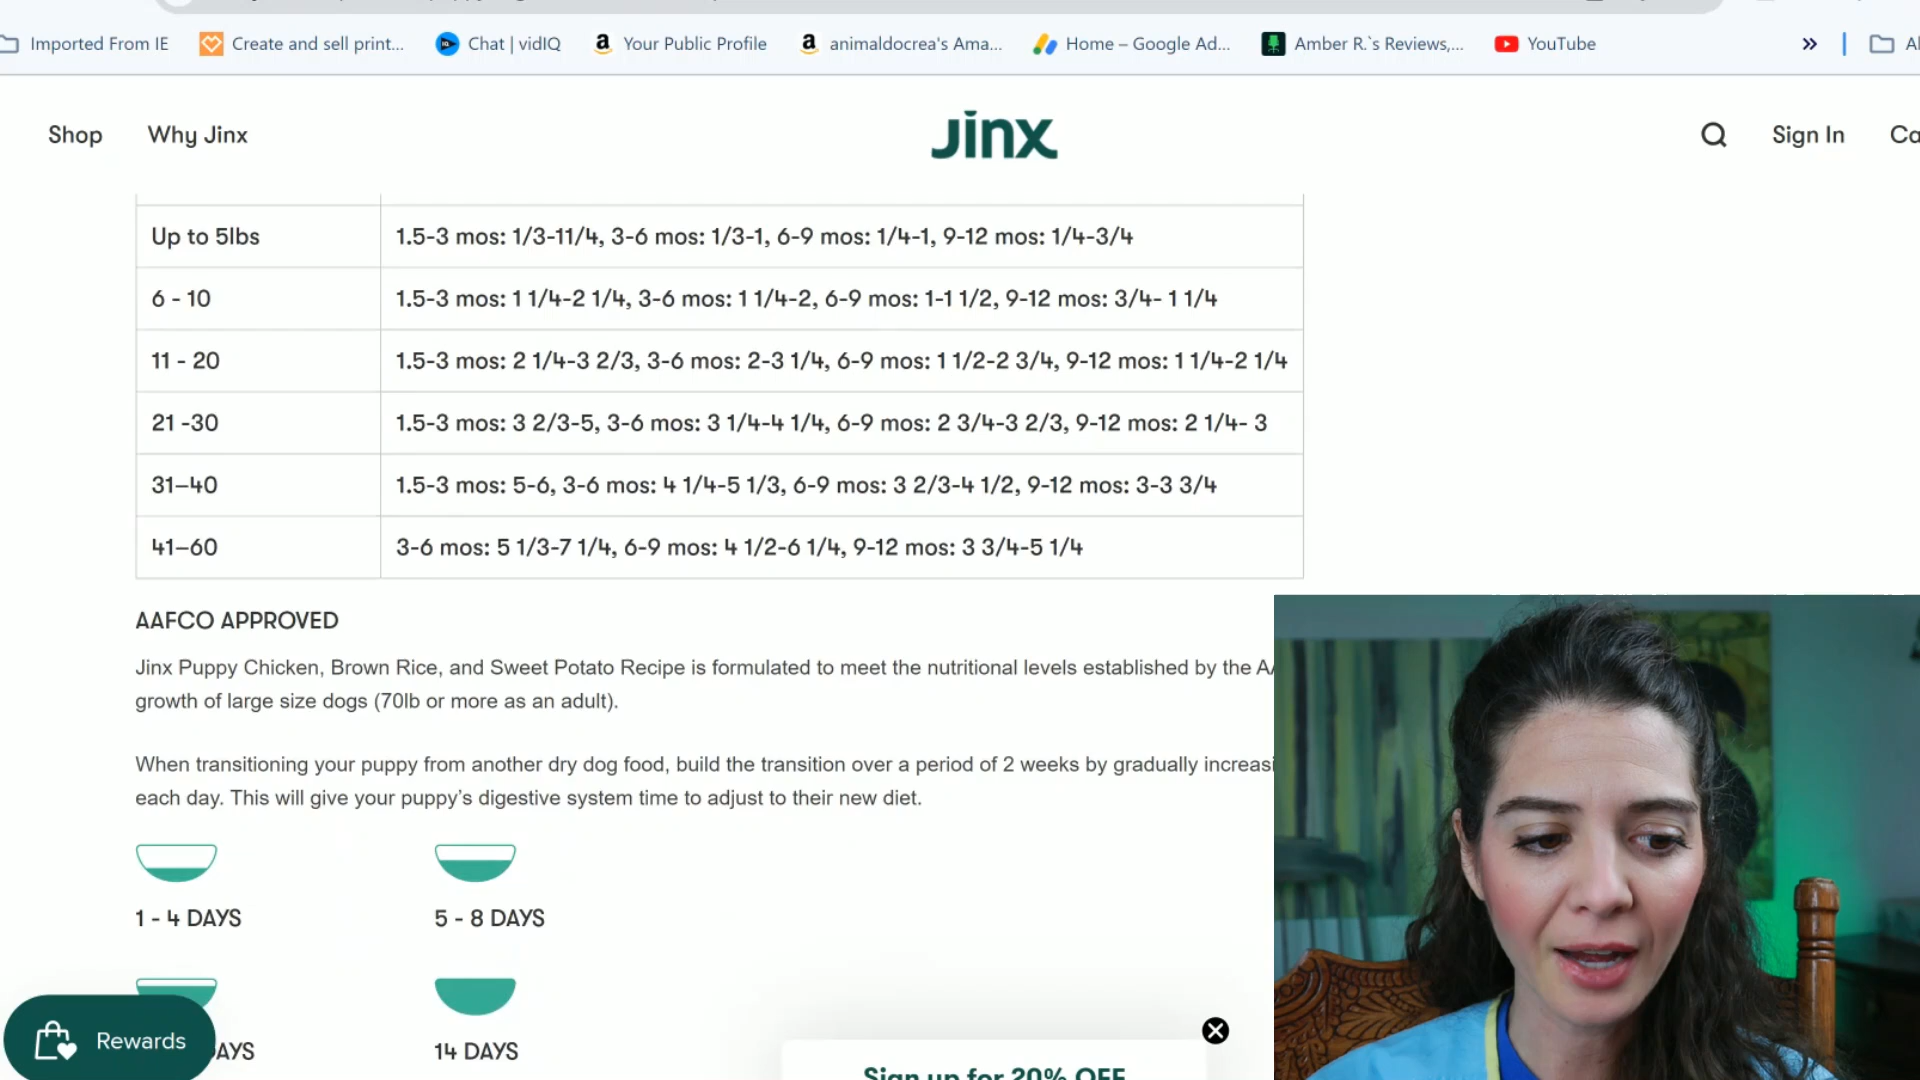 Imported From IE
Create and sell print...
Chat | vidIQ
a Your Public Profile
a animaldocrea's Ama...
Home – Google Ad...
Amber R.`s Reviews,...
YouTube
»
Shop
Why Jinx
Jinx
Sign In
Up to 5lbs
1.5-3 mos: 1/3-11/4, 3-6 mos: 1/3-1, 6-9 mos: 1/4-1, 9-12 mos: 1/4-3/4
6 - 10
1.5-3 mos: 1 1/4-2 1/4, 3-6 mos: 1 1/4-2, 6-9 mos: 1-1 1/2, 9-12 mos: 3/4- 1 1/4
11 - 20
1.5-3 mos: 2 1/4-3 2/3, 3-6 mos: 2-3 1/4, 6-9 mos: 1 1/2-2 3/4, 9-12 mos: 1 1/4-2 1/4
21 -30
1.5-3 mos: 3 2/3-5, 3-6 mos: 3 1/4-4 1/4, 6-9 mos: 2 3/4-3 2/3, 9-12 mos: 2 1/4- 3
31–40
1.5-3 mos: 5-6, 3-6 mos: 4 1/4-5 1/3, 6-9 mos: 3 2/3-4 1/2, 9-12 mos: 3-3 3/4
41–60
3-6 mos: 5 1/3-7 1/4, 6-9 mos: 4 1/2-6 1/4, 9-12 mos: 3 3/4-5 1/4
AAFCO APPROVED
Jinx Puppy Chicken, Brown Rice, and Sweet Potato Recipe is formulated to meet the nutritional levels established by the
growth of large size dogs (70lb or more as an adult).
When transitioning your puppy from another dry dog food, build the transition over a period of 2 weeks by gradually increasi
each day. This will give your puppy’s digestive system time to adjust to their new diet.
1 - 4 DAYS
5 - 8 DAYS
Rewards
AYS
14 DAYS
Sign up for 20% OFF